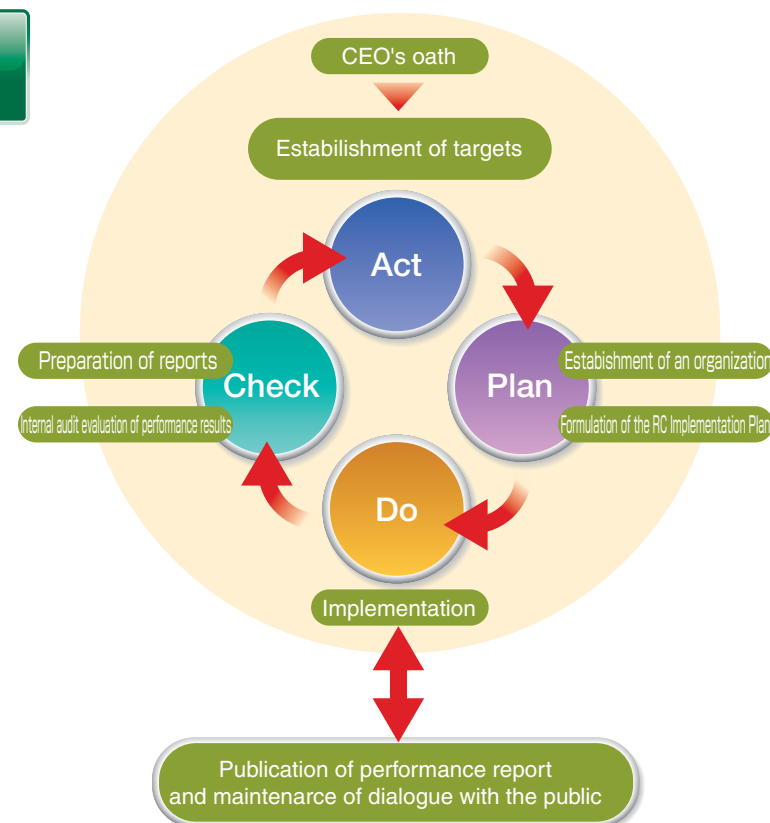 CEO's oath
Estabilishment of targets
Act
Preparation of reports
Check
Internal audit evaluation of performance results
Plan
Estabishment of an organization
Formulation of the RC Implementation Plan
Do
Implementation
Publication of performance report
and maintenarce of dialogue with the public